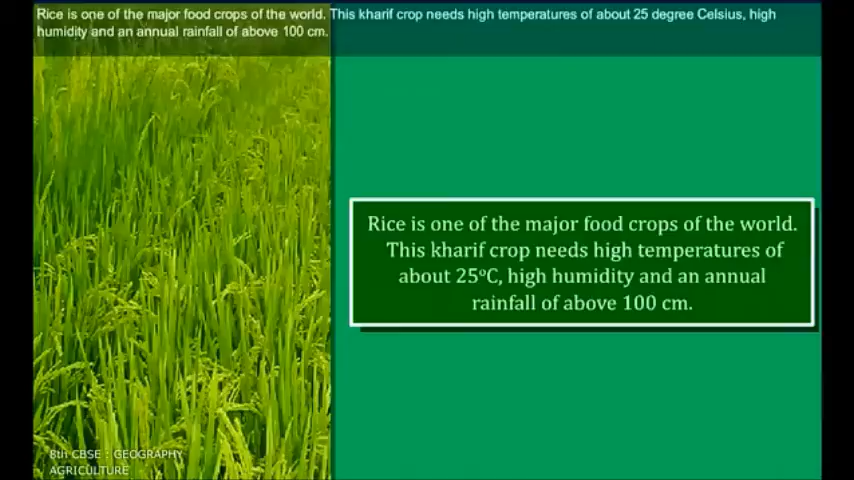 Rice is one of the major food crops of the world. This kharif crop needs high temperatures of about 25 degree Celsius, high
humidity and an annual rainfall of above 100 cm.
Rice is one of the major food crops of the world.
This kharif crop needs high temperatures of
about 25°C, high humidity and an annual
rainfall of above 100 cm.
8th CBSE : GEOGRAPHY
AGRICULTURE